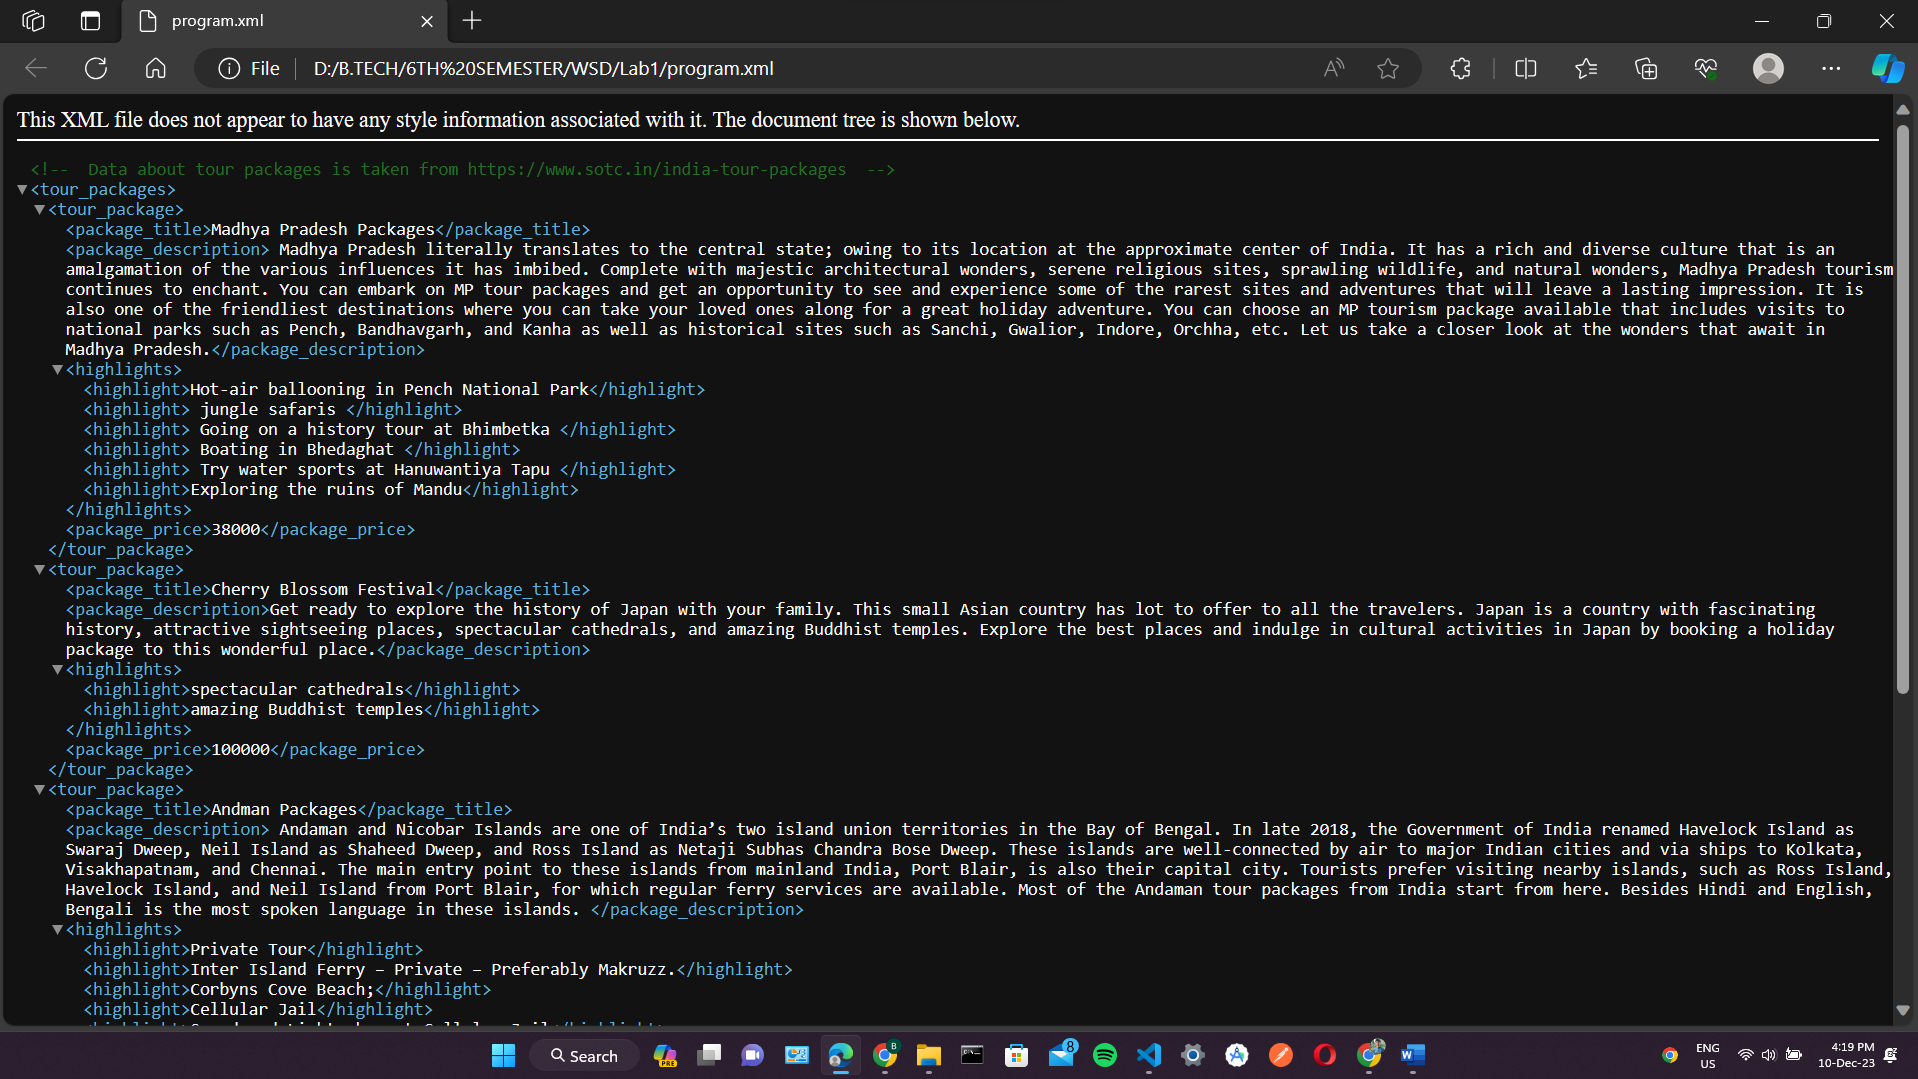 program.xml
File
D:/B.TECH/6TH%20SEMESTER/WSD/Lab1/program.xml
This XML file does not appear to have any style information associated with it. The document tree is shown below.
<!--  Data about tour packages is taken from https://www.sotc.in/india-tour-packages  -->
▼<tour_packages>
▼<tour_package>
<package_title>Madhya Pradesh Packages</package_title>
<package_description> Madhya Pradesh literally translates to the central state; owing to its location at the approximate center of India. It has a rich and diverse culture that is an
amalgamation of the various influences it has imbibed. Complete with majestic architectural wonders, serene religious sites, sprawling wildlife, and natural wonders, Madhya Pradesh tourism
continues to enchant. You can embark on MP tour packages and get an opportunity to see and experience some of the rarest sites and adventures that will leave a lasting impression. It is
also one of the friendliest destinations where you can take your loved ones along for a great holiday adventure. You can choose an MP tourism package available that includes visits to
national parks such as Pench, Bandhavgarh, and Kanha as well as historical sites such as Sanchi, Gwalior, Indore, Orchha, etc. Let us take a closer look at the wonders that await in
Madhya Pradesh.</package_description>
▼<highlights>
<highlight>Hot-air ballooning in Pench National Park</highlight>
<highlight> jungle safaris </highlight>
<highlight> Going on a history tour at Bhimbetka </highlight>
<highlight> Boating in Bhedaghat </highlight>
<highlight> Try water sports at Hanuwantiya Tapu </highlight>
<highlight>Exploring the ruins of Mandu</highlight>
</highlights>
<package_price>38000</package_price>
</tour_package>
▼<tour_package>
<package_title>Cherry Blossom Festival</package_title>
<package_description>Get ready to explore the history of Japan with your family. This small Asian country has lot to offer to all the travelers. Japan is a country with fascinating
history, attractive sightseeing places, spectacular cathedrals, and amazing Buddhist temples. Explore the best places and indulge in cultural activities in Japan by booking a holiday
package to this wonderful place.</package_description>
▼<highlights>
<highlight>spectacular cathedrals</highlight>
<highlight>amazing Buddhist temples</highlight>
</highlights>
<package_price>100000</package_price>
</tour_package>
▼<tour_package>
<package_title>Andman Packages</package_title>
<package_description> Andaman and Nicobar Islands are one of India’s two island union territories in the Bay of Bengal. In late 2018, the Government of India renamed Havelock Island as
Swaraj Dweep, Neil Island as Shaheed Dweep, and Ross Island as Netaji Subhas Chandra Bose Dweep. These islands are well-connected by air to major Indian cities and via ships to Kolkata,
Visakhapatnam, and Chennai. The main entry point to these islands from mainland India, Port Blair, is also their capital city. Tourists prefer visiting nearby islands, such as Ross Island,
Havelock Island, and Neil Island from Port Blair, for which regular ferry services are available. Most of the Andaman tour packages from India start from here. Besides Hindi and English,
Bengali is the most spoken language in these islands. </package_description>
▼<highlights>
<highlight>Private Tour</highlight>
<highlight>Inter Island Ferry – Private – Preferably Makruzz.</highlight>
<highlight>Corbyns Cove Beach;</highlight>
<highlight>Cellular Jail</highlight>
Search
PRE
B
8
ENG
US
4:19 PM
10-Dec-23